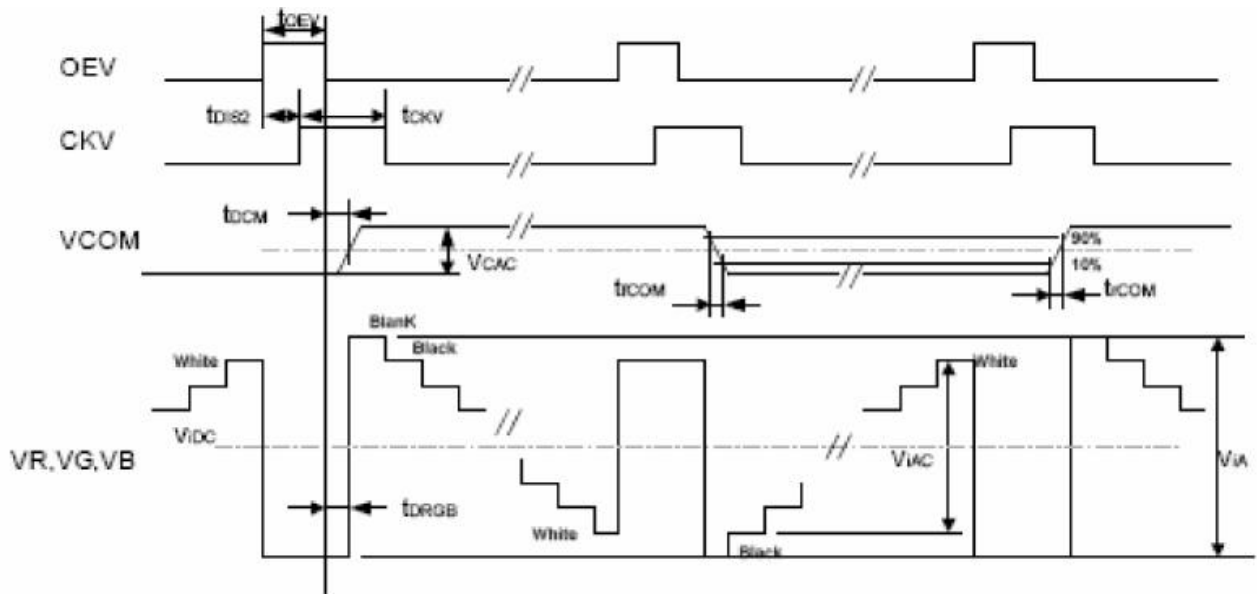 tOEV
OEV
tDIS2
tCKV
CKV
tDCM
VCOM
VCAC
90%
10%
tfCOM
trCOM
BlanK
White
Black
White
VIDC
VR,VG,VB
VIAC
VIA
tDRGB
White
Black